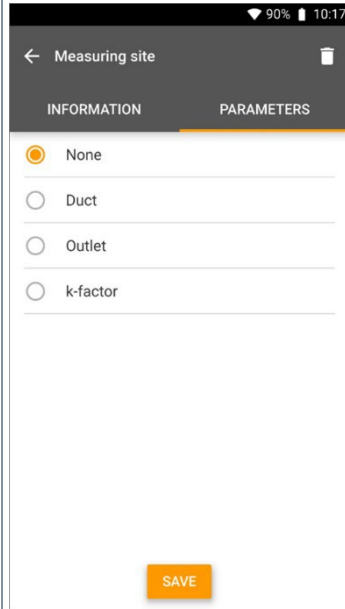 90% 10:17
Measuring site
INFORMATION PARAMETERS
None
Duct
Outlet
k-factor
SAVE